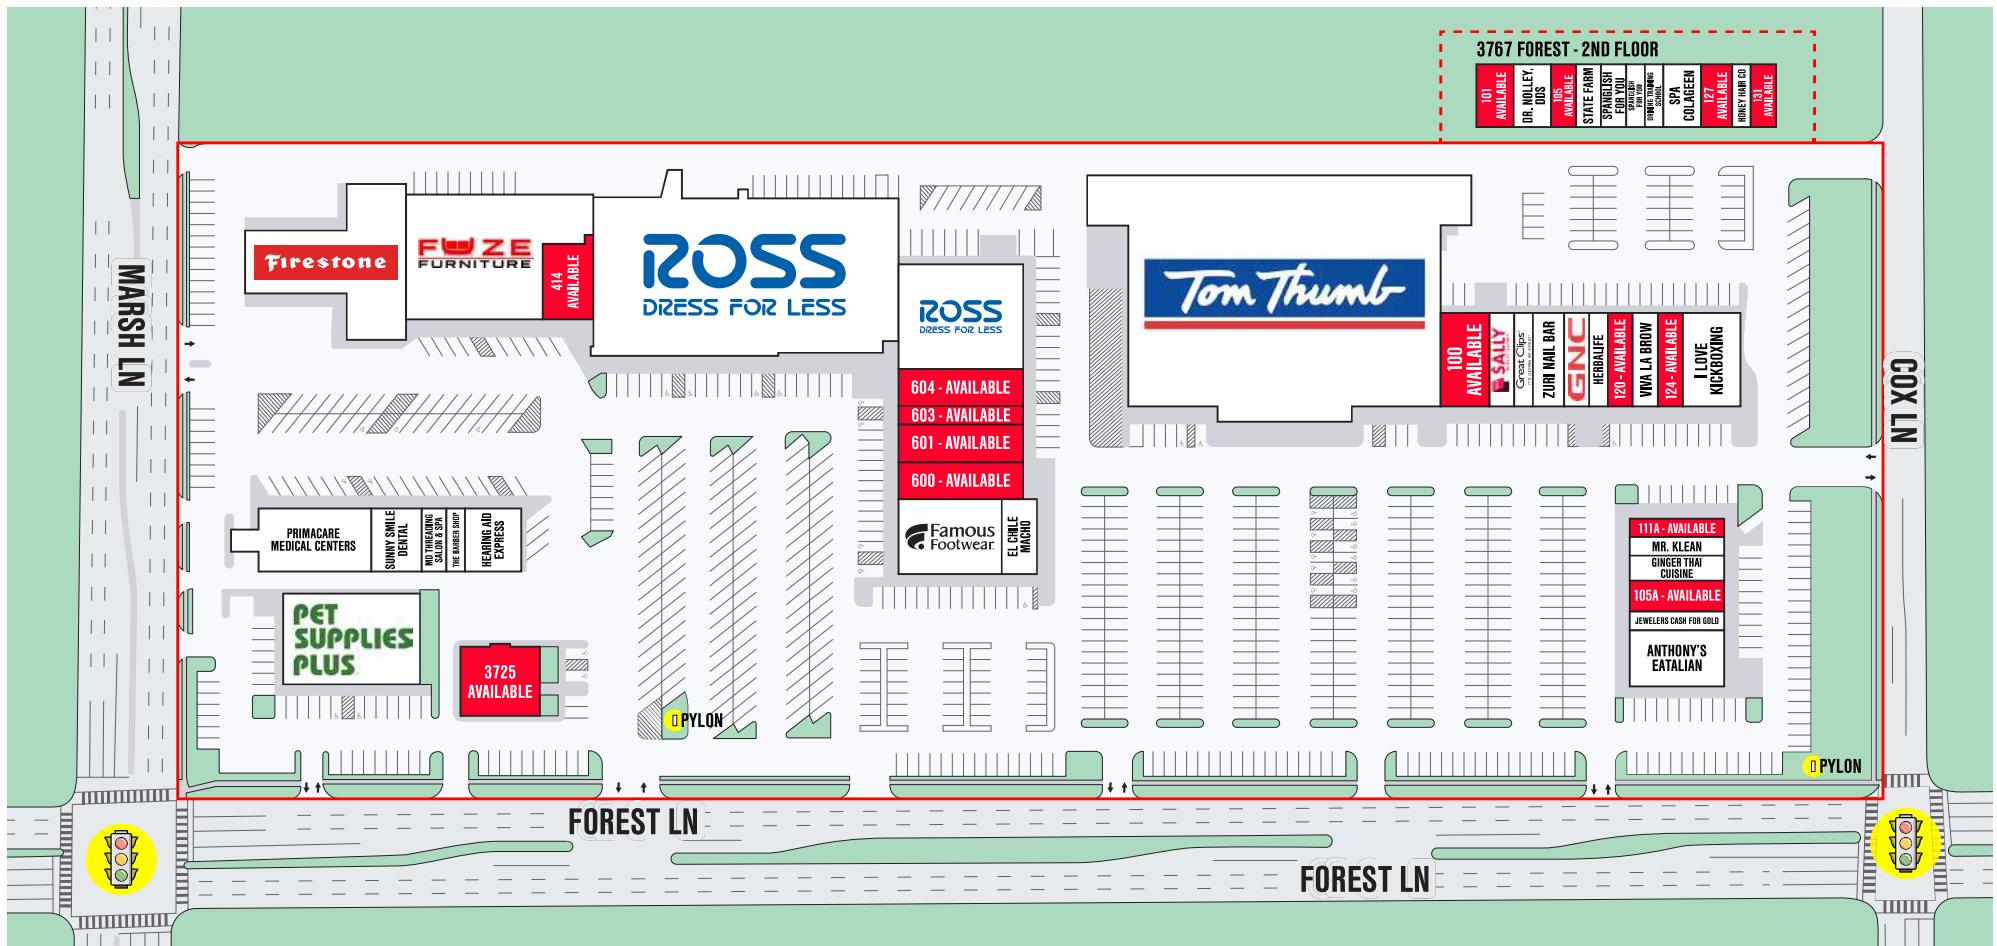 3767 FOREST - 2ND FLOOR
101
AVAILABLE
DR. NOLLEY,
DDS
105
AVAILABLE
STATE FARM
SPANGLISH
FOR YOU
SPANGLISH
FOR YOU
DRIVING TRAINING
SCHOOL
SPA
COLAGEEN
127
AVAILABLE
HONEY HAIR CO
131
AVAILABLE
Firestone
FUZE
FURNITURE
414
AVAILABLE
ROSS
DRESS FOR LESS
ROSS
DRESS FOR LESS
604 - AVAILABLE
603 - AVAILABLE
601 - AVAILABLE
600 - AVAILABLE
Famous
Footwear
EL CHILE
MACHO
Tom Thumb
100
AVAILABLE
SALLY
Great Clips
ZURI NAIL BAR
GNC
HERBALIFE
120 - AVAILABLE
VIVA LA BROW
124 - AVAILABLE
I LOVE
KICKBOXING
MARSH LN
COX LN
PRIMACARE
MEDICAL CENTERS
SUNNY SMILE
DENTAL
MD THREADING
SALON & SPA
THE BARBER SHOP
HEARING AID
EXPRESS
PET
SUPPLIES
PLUS
3725
AVAILABLE
PYLON
111A - AVAILABLE
MR. KLEAN
GINGER THAI
CUISINE
105A - AVAILABLE
JEWELERS CASH FOR GOLD
ANTHONY'S
EATALIAN
PYLON
FOREST LN
FOREST LN